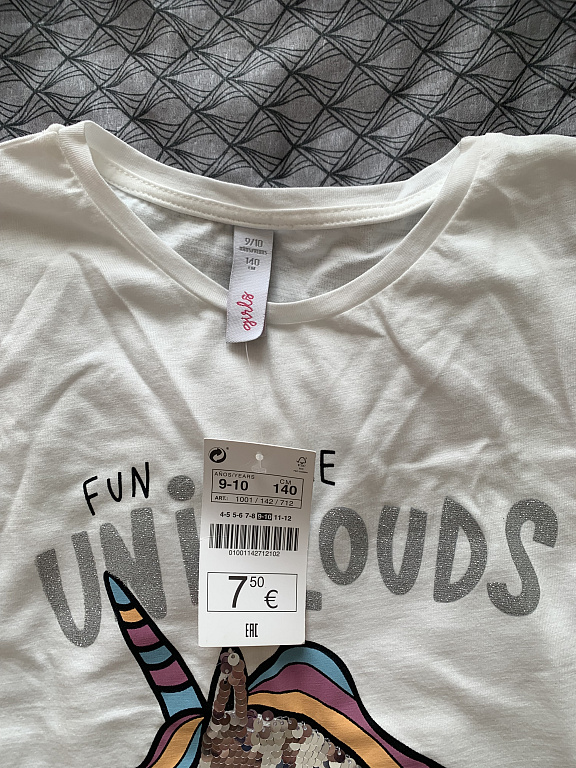 9/10
140
CM
girls
FUN
E
UNI LOUDS
AÑOS/YEARS
9-10
CM
140
ART.: 1001 / 142 / 712
4-5 5-6 7-8 9-10 11-12
01001142712102
7 50 €
EAC